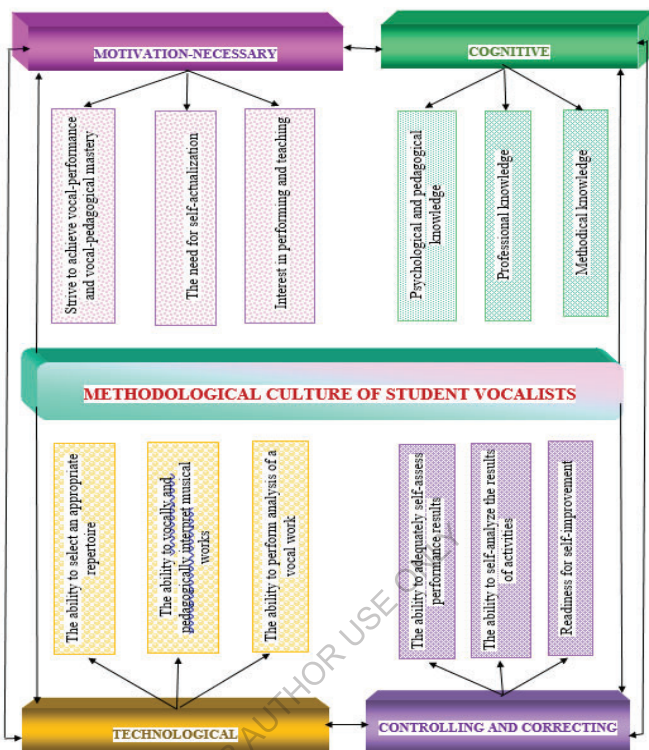 MOTIVATION-NECESSARY
COGNITIVE
Strive to achieve vocal-performance
and vocal-pedagogical mastery
The need for self-actualization
Interest in performing and teaching
Psychological and pedagogical
knowledge
Professional knowledge
Methodical knowledge
METHODOLOGICAL CULTURE OF STUDENT VOCALISTS
The ability to select an appropriate
repertoire
The ability to vocally and
pedagogically interpret musical
works
The ability to perform analysis of a
vocal work
The ability to adequately self-assess
performance results
The ability to self-analyze the results
of activities
Readiness for self-improvement
TECHNOLOGICAL
CONTROLLING AND CORRECTING
AUTHOR USE ONLY